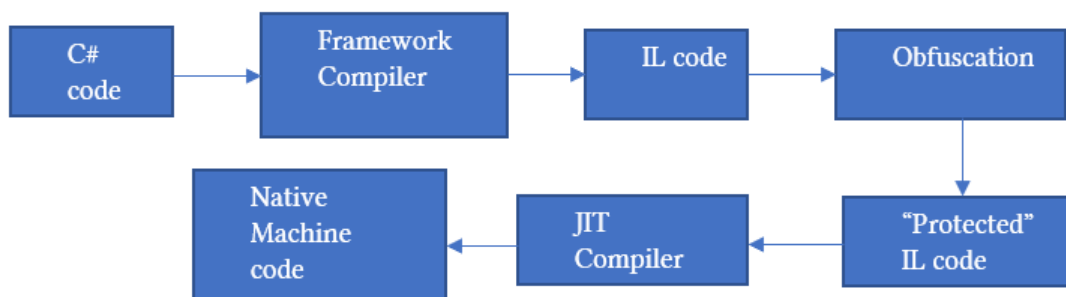 C#
code
Framework
Compiler
IL code
Obfuscation
“Protected”
IL code
JIT
Compiler
Native
Machine
code